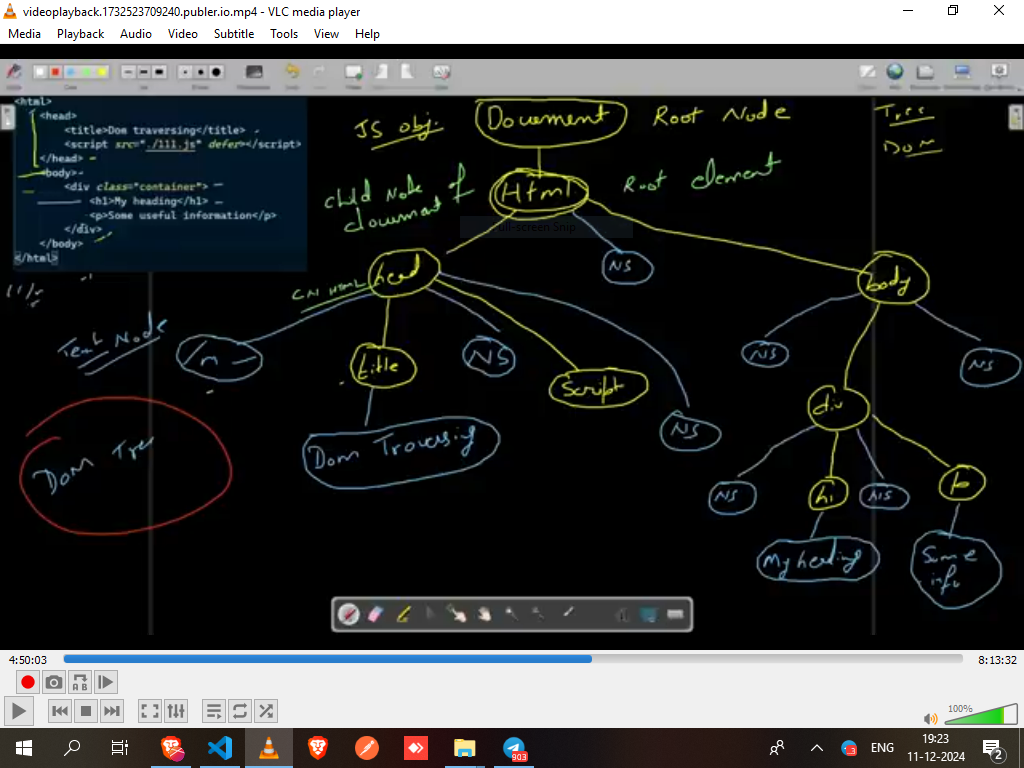 videoplayback.1732523709240.publer.io.mp4 - VLC media player
Media Playback Audio Video Subtitle Tools View Help
<html>
<head>
<title>Dom traversing</title>
<script src="./111.js" defer></script>
</head>
<body>
<div class="container">
<h1>My heading</h1>
<p>Some useful information</p>
</div>
</body>
</html>
JS obj.
Document
Root Node
Tree
DOM
child Node of
document
Html
Root element
NS
head
body
CN HTML
Text Node
/n
title
NS
Script
NS
NS
NS
div
Dom Tre
Dom Traversing
NS
h1
NS
p
My heading
Some
info
4:50:03
8:13:32
100%
903
3
ENG
19:23
11-12-2024
2